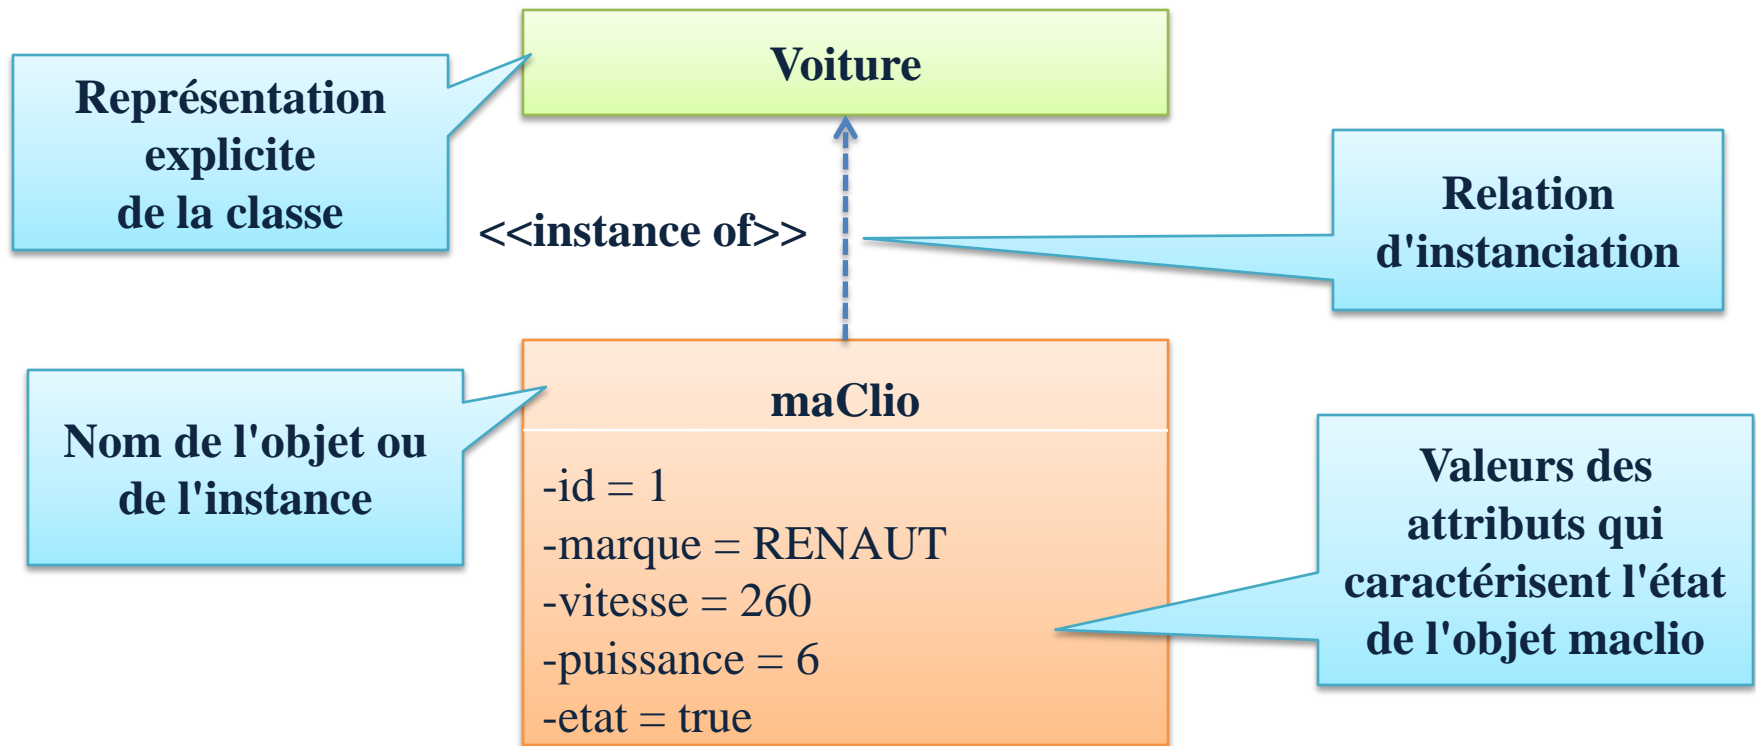 Voiture
Représentation
explicite
de la classe
<<instance of>>
Relation
d'instanciation
maClio
Nom de l'objet ou
de l'instance
-id = 1
-marque = RENAUT
-vitesse = 260
-puissance = 6
-etat = true
Valeurs des
attributs qui
caractérisent l'état
de l'objet maclio